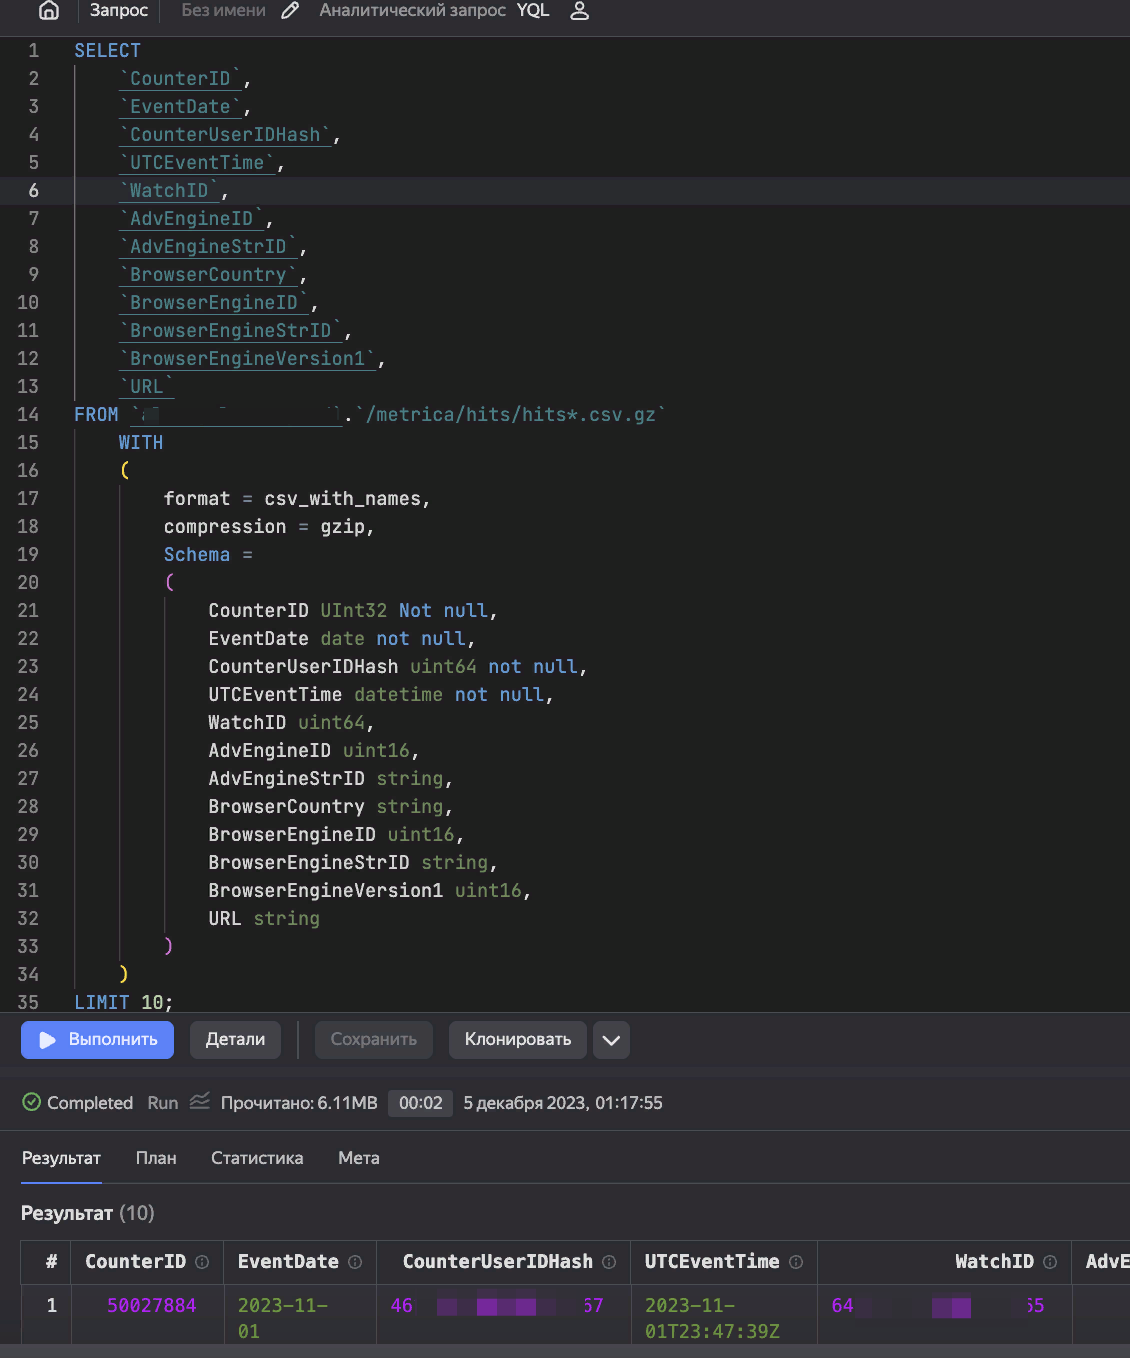 Запрос Без имени Аналитический запрос YQL
1 SELECT
2 `CounterID`,
3 `EventDate`,
4 `CounterUserIDHash`,
5 `UTCEventTime`,
6 `WatchID`,
7 `AdvEngineID`,
8 `AdvEngineStrID`,
9 `BrowserCountry`,
10 `BrowserEngineID`,
11 `BrowserEngineStrID`,
12 `BrowserEngineVersion1`,
13 `URL`
14 FROM .`/metrica/hits/hits*.csv.gz`
15 WITH
16 (
17 format = csv_with_names,
18 compression = gzip,
19 Schema =
20 (
21 CounterID UInt32 Not null,
22 EventDate date not null,
23 CounterUserIDHash uint64 not null,
24 UTCEventTime datetime not null,
25 WatchID uint64,
26 AdvEngineID uint16,
27 AdvEngineStrID string,
28 BrowserCountry string,
29 BrowserEngineID uint16,
30 BrowserEngineStrID string,
31 BrowserEngineVersion1 uint16,
32 URL string
33 )
34 )
35 LIMIT 10;
Выполнить Детали Сохранить Клонировать
Completed Run Прочитано: 6.11MB 00:02 5 декабря 2023, 01:17:55
Результат План Статистика Мета
Результат (10)
# CounterID EventDate CounterUserIDHash UTCEventTime WatchID AdvE
1 50027884 2023-11- 46 67 2023-11- 64 55
01 01T23:47:39Z